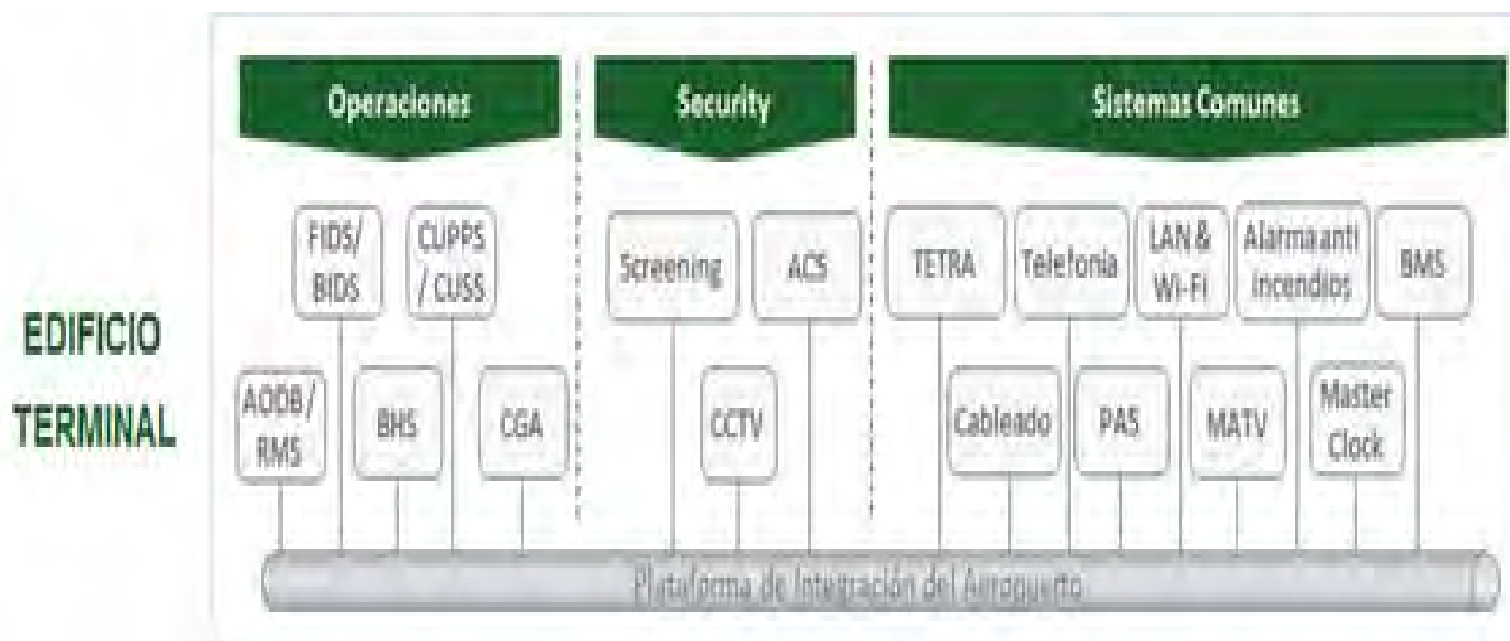 Operaciones
Security
Sistemas Comunes
FIDS/
BIDS
CUPPS
/ CUSS
Screening
ACS
TETRA
Telefonía
LAN &
Wi-Fi
Alarma anti
incendios
BMS
EDIFICIO
TERMINAL
AODB/
RMS
BHS
CGA
CCTV
Cableado
PAS
MATV
Master
Clock
Plataforma de Integración del Aeropuerto